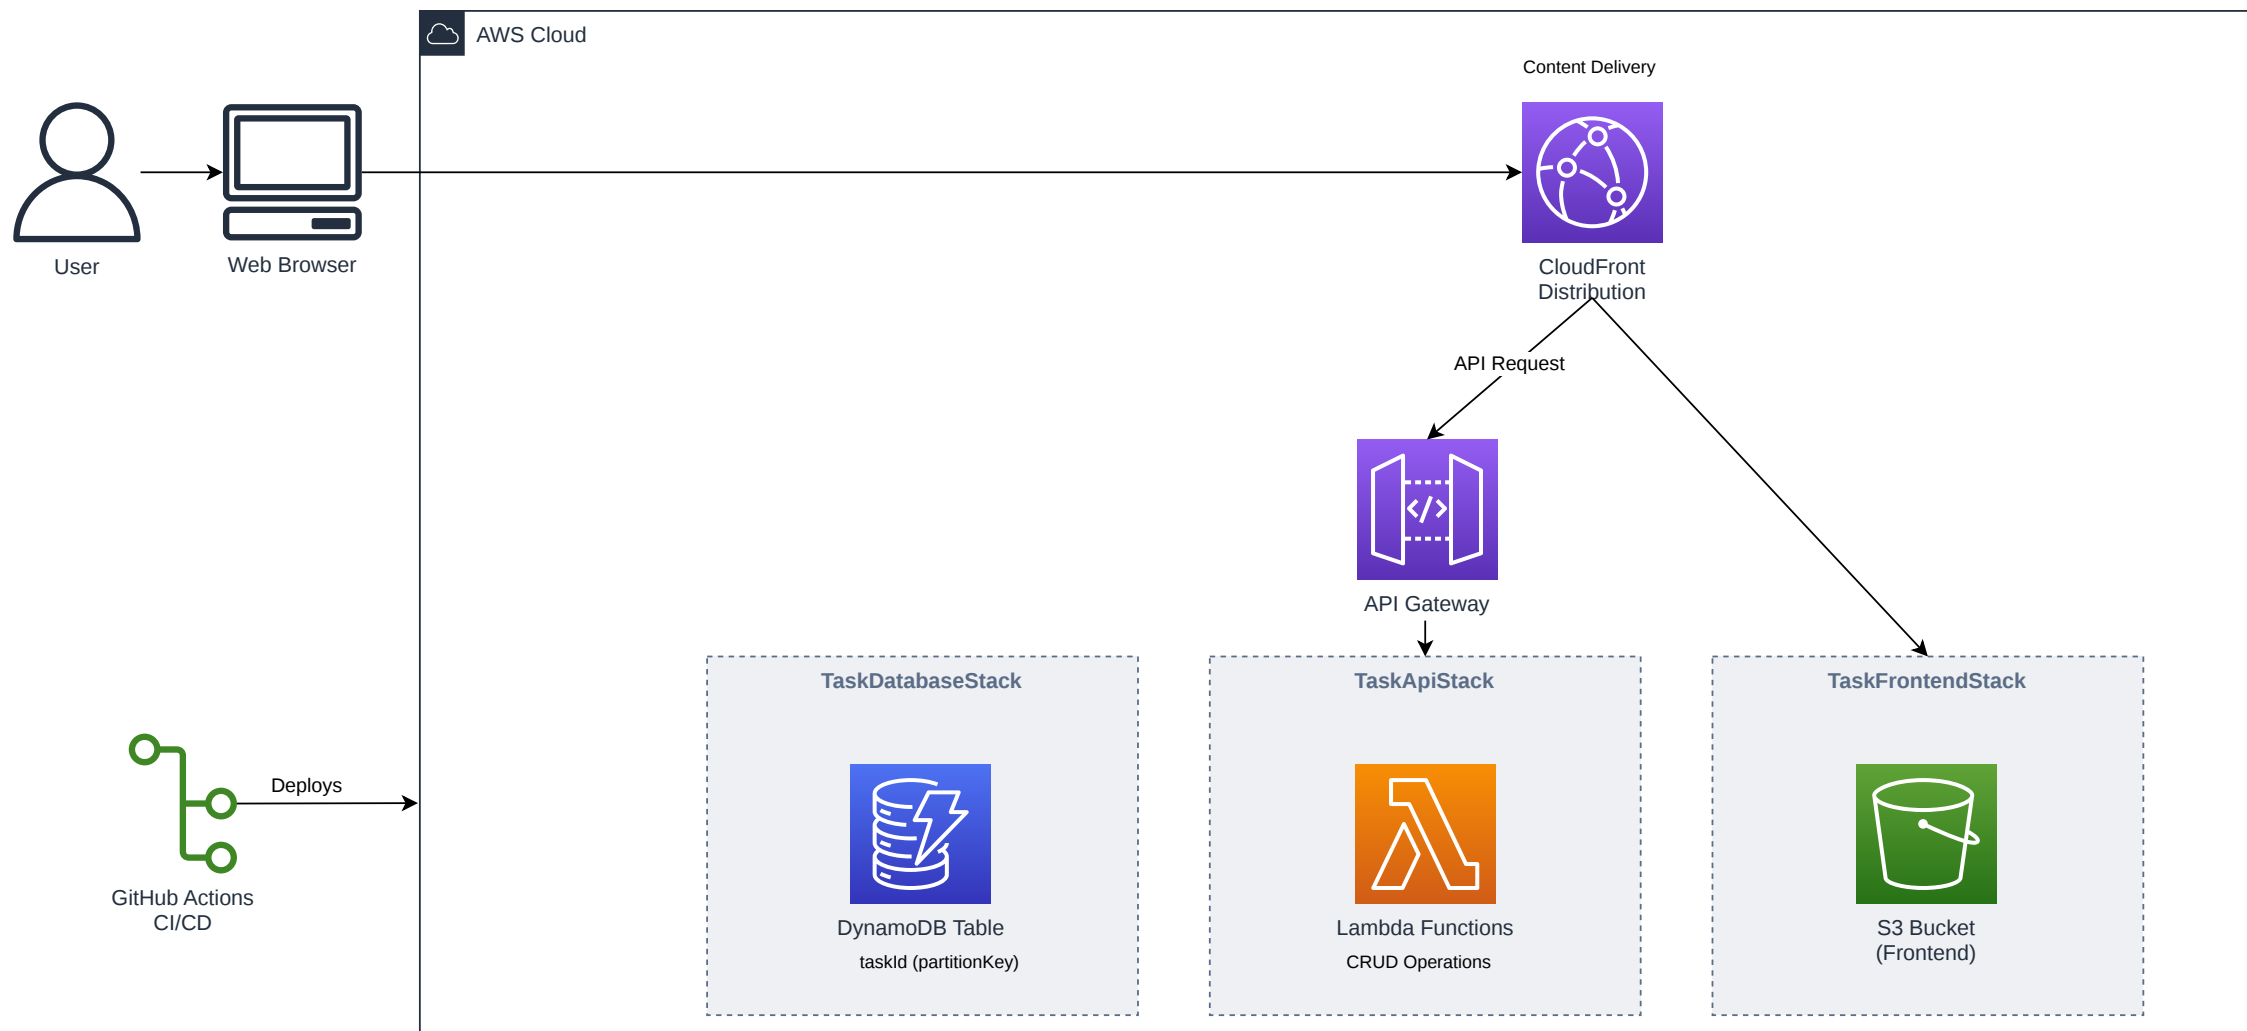 AWS Cloud
Content Delivery
User
Web Browser
CloudFront
Distribution
API Request
API Gateway
TaskDatabaseStack
TaskApiStack
TaskFrontendStack
Deploys
GitHub Actions
CI/CD
DynamoDB Table
taskId (partitionKey)
Lambda Functions
CRUD Operations
S3 Bucket
(Frontend)